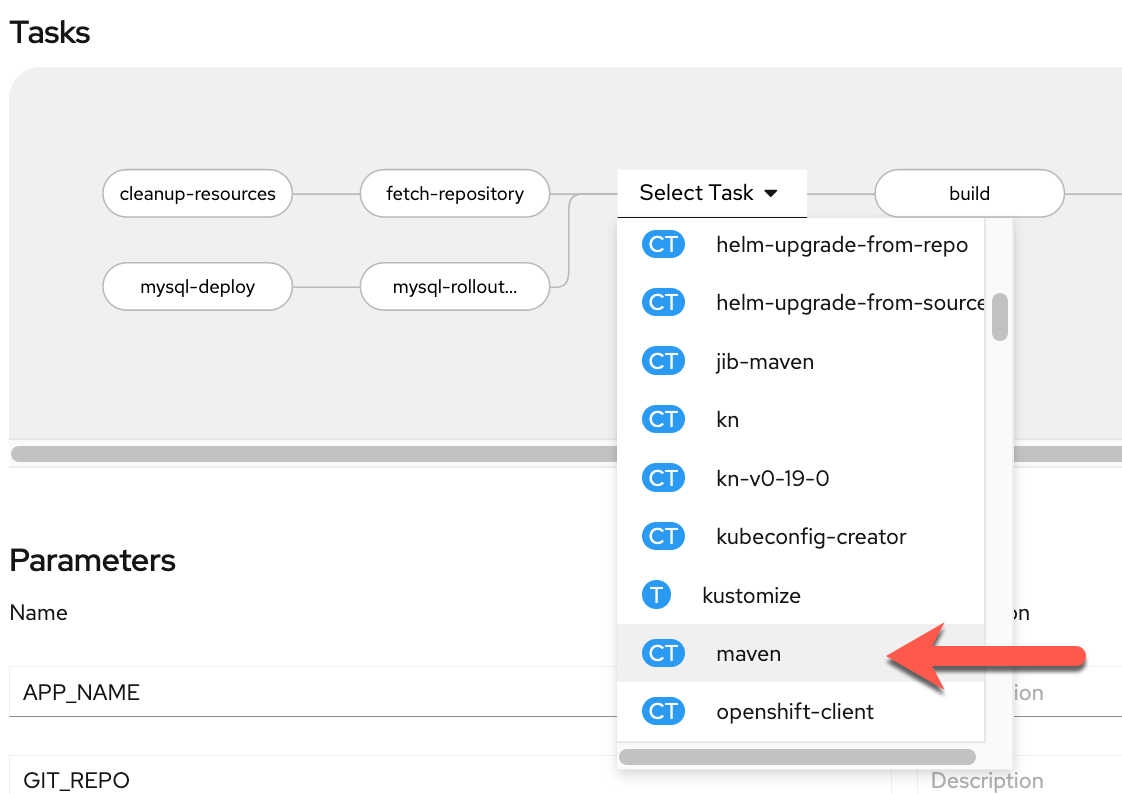 Tasks
cleanup-resources
fetch-repository
Select Task
build
mysql-deploy
mysql-rollout...
CT helm-upgrade-from-repo
CT helm-upgrade-from-source
CT jib-maven
CT kn
CT kn-v0-19-0
CT kubeconfig-creator
T kustomize
CT maven
CT openshift-client
Parameters
Name
on
APP_NAME
ion
GIT_REPO
Description